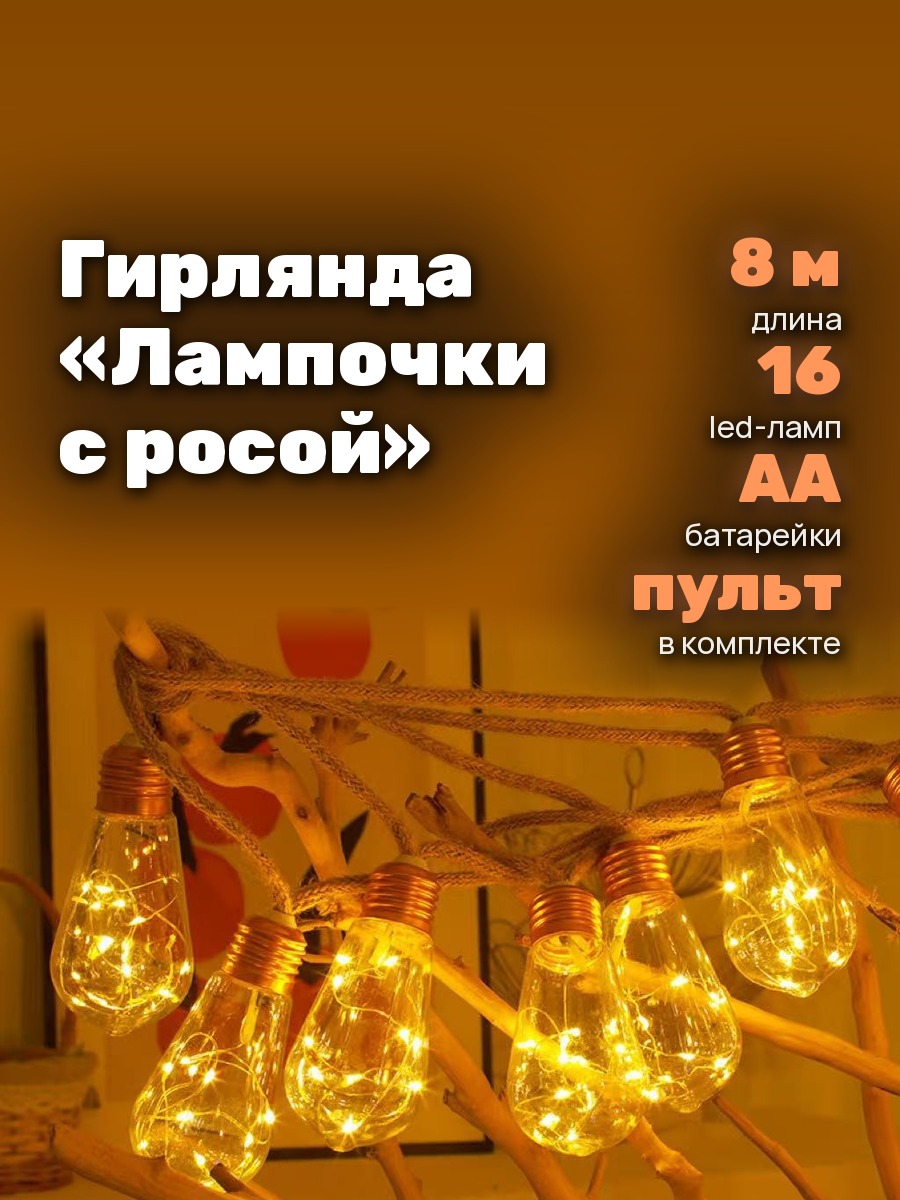 Гирлянда
«Лампочки
с росой»
8 м
длина
16
led-ламп
АА
батарейки
пульт
в комплекте